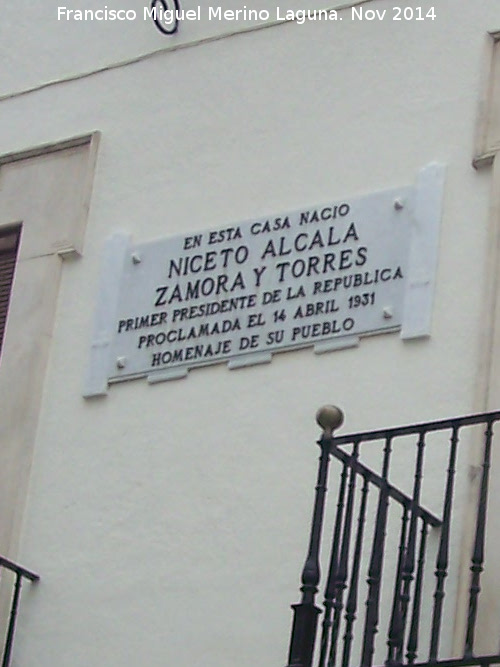 Francisco Miguel Merino Laguna. Nov 2014
EN ESTA CASA NACIO
NICETO ALCALA
ZAMORA Y TORRES
PRIMER PRESIDENTE DE LA REPUBLICA
PROCLAMADA EL 14 ABRIL 1931
HOMENAJE DE SU PUEBLO